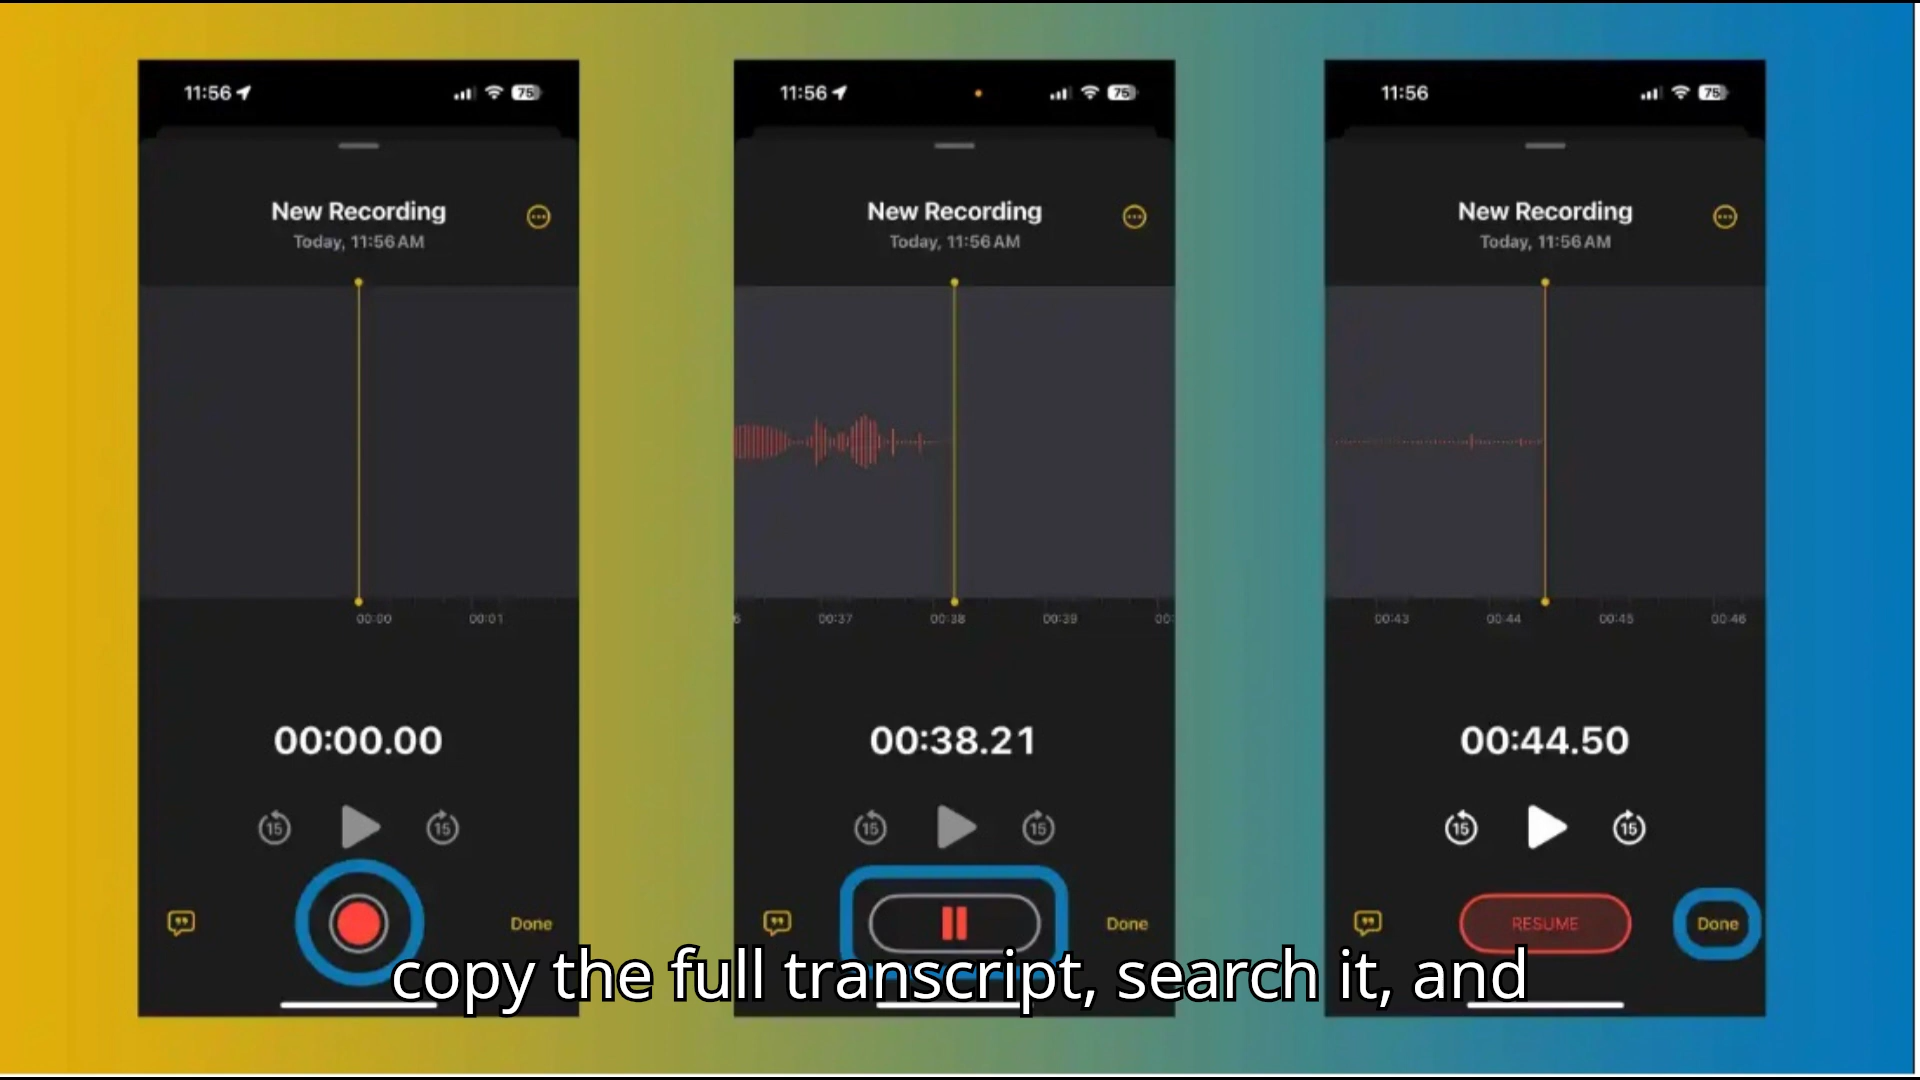 11:56
75
New Recording
Today, 11:56 AM
00:00
00:01
00:00.00
15
15
Done
11:56
75
New Recording
Today, 11:56 AM
6
00:37
00:38
00:39
00:
00:38.21
15
15
Done
11:56
75
New Recording
Today, 11:56 AM
00:43
00:44
00:45
00:46
00:44.50
15
15
RESUME
Done
copy the full transcript, search it, and